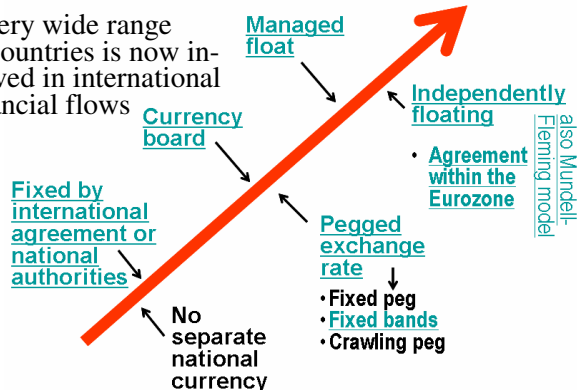 ery wide range
ountries is now in-
ved in international
ancial flows
Managed
float
Currency
board
Independently
floating
• Agreement
within the
Eurozone
also Mundell-
Fleming model
Fixed by
international
agreement or
national
authorities
Pegged
exchange
rate
• Fixed peg
• Fixed bands
• Crawling peg
No
separate
national
currency